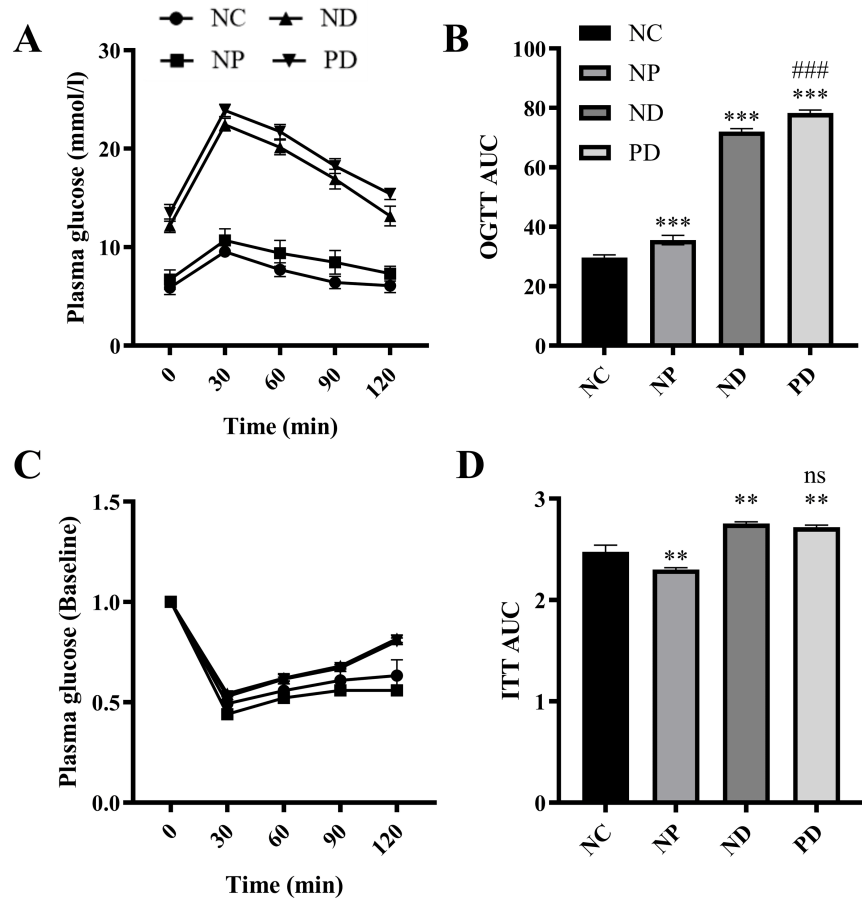 A
NC
ND
NP
PD
Plasma glucose (mmol/l)
30
20
10
0
0
30
60
90
120
Time (min)
B
NC
NP
ND
PD
OGTT AUC
100
80
60
40
20
0
***
***
###
***
NC
NP
ND
PD
C
Plasma glucose (Baseline)
1.5
1.0
0.5
0.0
0
30
60
90
120
Time (min)
D
ITT AUC
3
2
1
0
**
**
ns
**
NC
NP
ND
PD